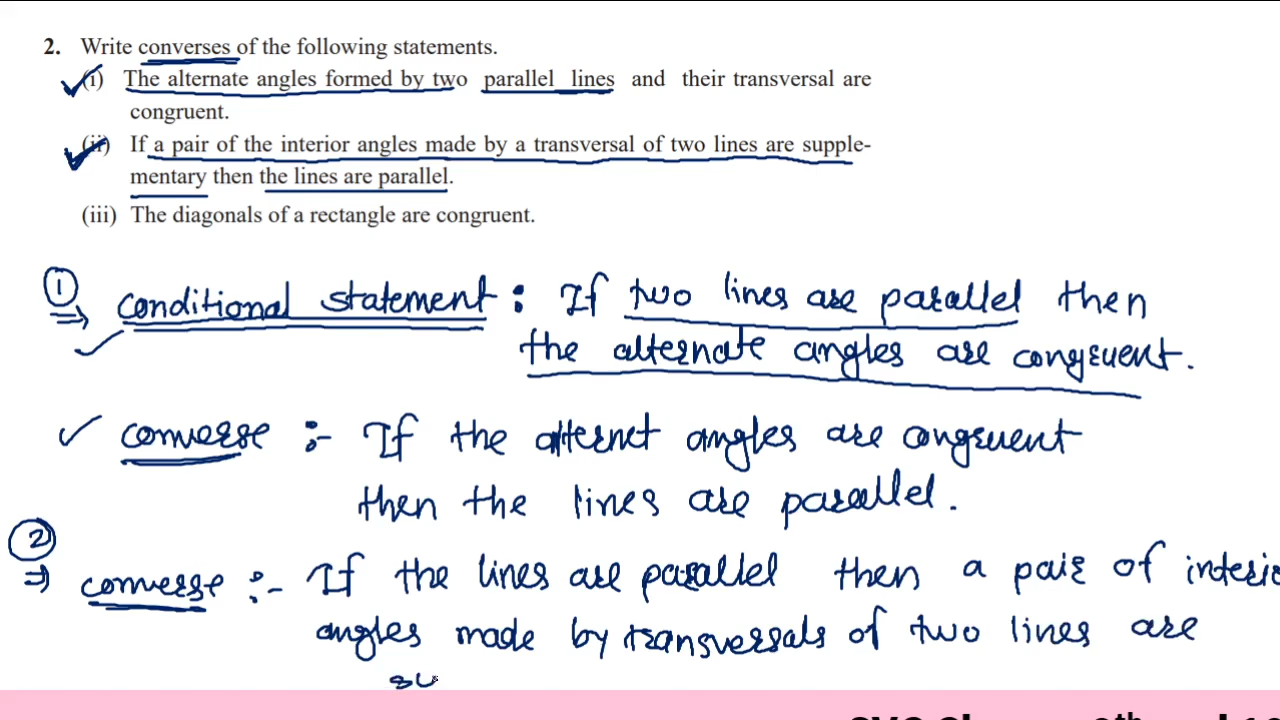 2. Write converses of the following statements.
(i) The alternate angles formed by two parallel lines and their transversal are
congruent.
(ii) If a pair of the interior angles made by a transversal of two lines are supple-
mentary then the lines are parallel.
(iii) The diagonals of a rectangle are congruent.
1 ⇒ conditional statement : If two lines are parallel then
the alternate angles are congruent.
✓ converse :- If the alternet angles are congruent
then the lines are parallel.
2
⇒ converse :- If the lines are parallel then a pair of interio
angles made by transversals of two lines are
su